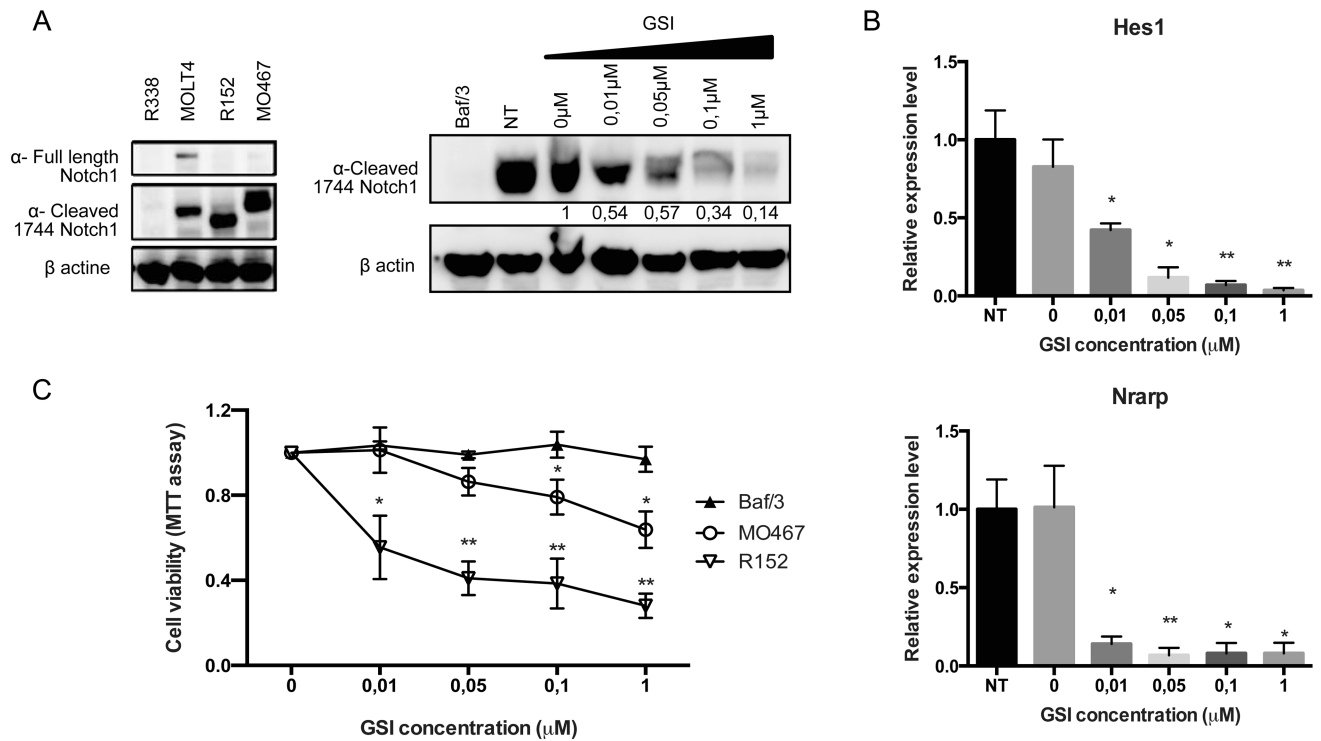 A
R338
MOLT4
R152
MO467
α- Full length
Notch1
α- Cleaved
1744 Notch1
β actine
GSI
Baf/3
NT
0µM
0,01µM
0,05µM
0,1µM
1µM
α-Cleaved
1744 Notch1
1 0,54 0,57 0,34 0,14
β actin
B
Hes1
Relative expression level
1.5
1.0
0.5
0.0
* * ** **
NT 0 0,01 0,05 0,1 1
GSI concentration (µM)
Nrarp
Relative expression level
1.5
1.0
0.5
0.0
* ** * *
NT 0 0,01 0,05 0,1 1
GSI concentration (µM)
C
Cell viability (MTT assay)
1.2
0.8
0.4
0.0
* *
* ** ** **
0 0,01 0,05 0,1 1
GSI concentration (µM)
Baf/3
MO467
R152